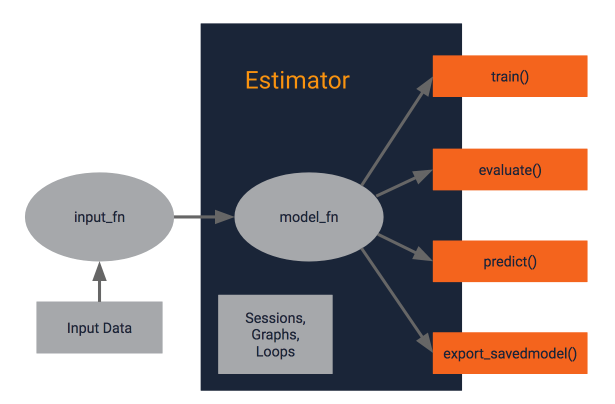 Estimator
train()
evaluate()
input_fn
model_fn
predict()
Input Data
Sessions,
Graphs,
Loops
export_savedmodel()